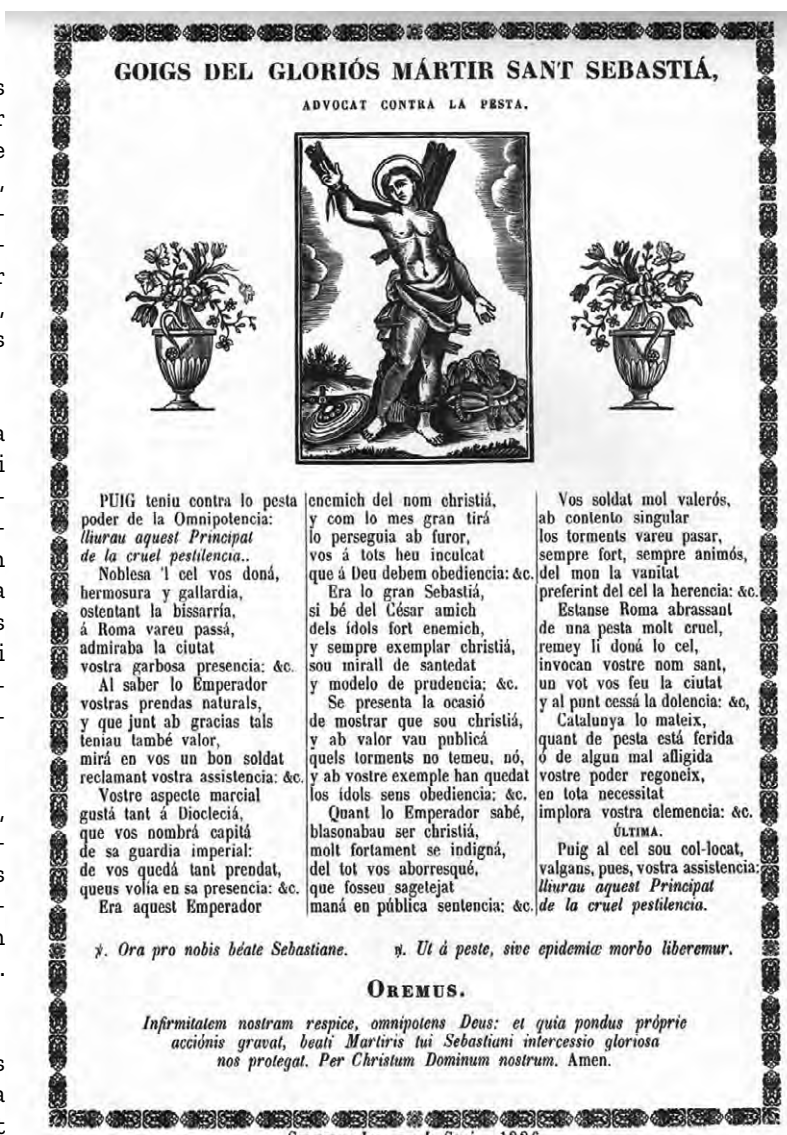 GOIGS DEL GLORIÓS MÁRTIR SANT SEBASTIÁ,
ADVOCAT CONTRA LA PESTA.
PUIG teniu contra lo pesta
poder de la Omnipotencia:
lliurau aquest Principal
de la cruel pestilencia..
Noblesa 'l cel vos doná,
hermosura y gallardia,
ostentant la bissarría,
á Roma vareu passá,
admiraba la ciutat
vostra garbosa presencia: &c.
Al saber lo Emperador
vostras prendas naturals,
y que junt ab gracias tals
teniau també valor,
mirá en vos un bon soldat
reclamant vostra assistencia: &c.
Vostre aspecte marcial
gustá tant á Diocleciá,
que vos nombrá capitá
de sa guardia imperial:
de vos quedá tant prendat,
queus volia en sa presencia: &c.
Era aquest Emperador
enemich del nom christiá,
y com lo mes gran tirá
lo perseguia ab furor,
vos á tots heu inculcat
que á Deu debem obediencia: &c.
Era lo gran Sebastiá,
si bé del César amich
dels ídols fort enemich,
y sempre exemplar christiá,
sou mirall de santedat
y modelo de prudencia; &c.
Se presenta la ocasió
de mostrar que sou christiá,
y ab valor vau publicá
quels torments no temeu, nó,
y ab vostre exemple han quedat
los ídols sens obediencia; &c.
Quant lo Emperador sabé,
blasonabau ser christiá,
molt fortament se indigná,
del tot vos aborresqué,
que fosseu sagetejat
maná en pública sentencia; &c.
Vos soldat mol valerós,
ab contento singular
los torments vareu pasar,
sempre fort, sempre animós,
del mon la vanitat
preferint del cel la herencia: &c.
Estanse Roma abrassant
de una pesta molt cruel,
remey li doná lo cel,
invocan vostre nom sant,
un vot vos feu la ciutat
y al punt cessá la dolencia: &c,
Catalunya lo mateix,
quant de pesta está ferida
ó de algun mal afligida
vostre poder regoneix,
en tota necessitat
implora vostra clemencia: &c.
ÚLTIMA.
Puig al cel sou col-locat,
valgans, pues, vostra assistencia:
lliurau aquest Principal
de la cruel pestilencia.
℣. Ora pro nobis béate Sebastiane. ℟. Ut á peste, sive epidemiæ morbo liberemur.
OREMUS.
Infirmitatem nostram respice, omnipotens Deus: et quia pondus próprie
acciónis gravat, beati Martiris tui Sebastiani intercessio gloriosa
nos protegat. Per Christum Dominum nostrum. Amen.